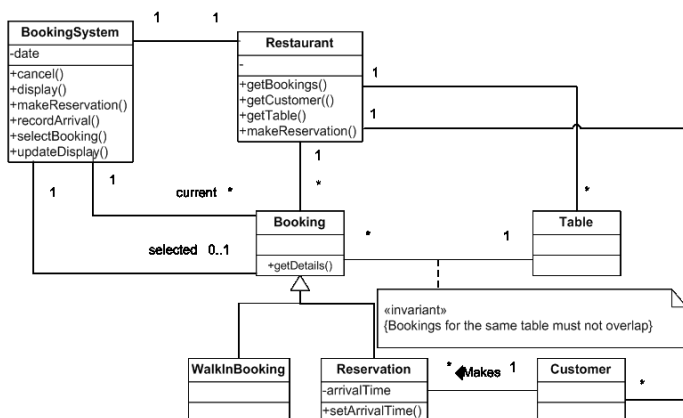 BookingSystem
-date
+cancel()
+display()
+makeReservation()
+recordArrival()
+selectBooking()
+updateDisplay()
1 1
Restaurant
-
+getBookings()
+getCustomer(()
+getTable()
+makeReservation()
1
1
1
*
1
1
current *
selected 0..1
Booking
+getDetails()
* 1
*
Table
«invariant»
{Bookings for the same table must not overlap}
WalkInBooking
Reservation
-arrivalTime
+setArrivalTime()
* Makes 1
Customer
*